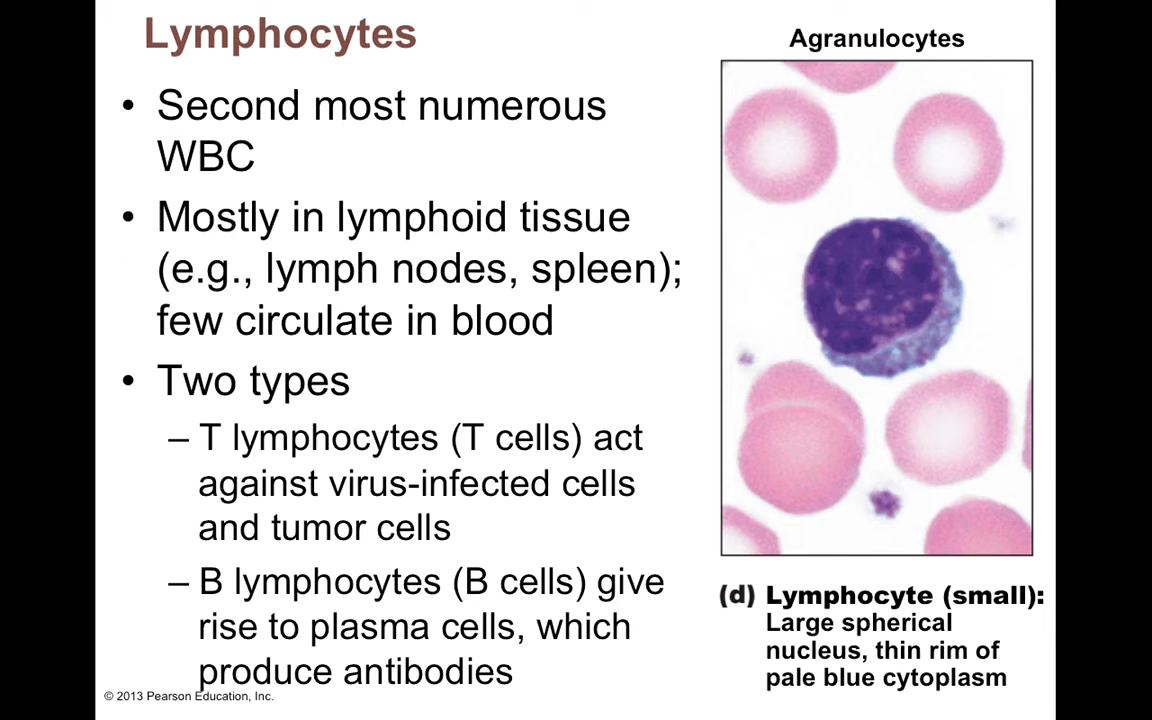 Lymphocytes
• Second most numerous
WBC
• Mostly in lymphoid tissue
(e.g., lymph nodes, spleen);
few circulate in blood
• Two types
– T lymphocytes (T cells) act
against virus-infected cells
and tumor cells
– B lymphocytes (B cells) give
rise to plasma cells, which
produce antibodies
© 2013 Pearson Education, Inc.
Agranulocytes
(d) Lymphocyte (small):
Large spherical
nucleus, thin rim of
pale blue cytoplasm